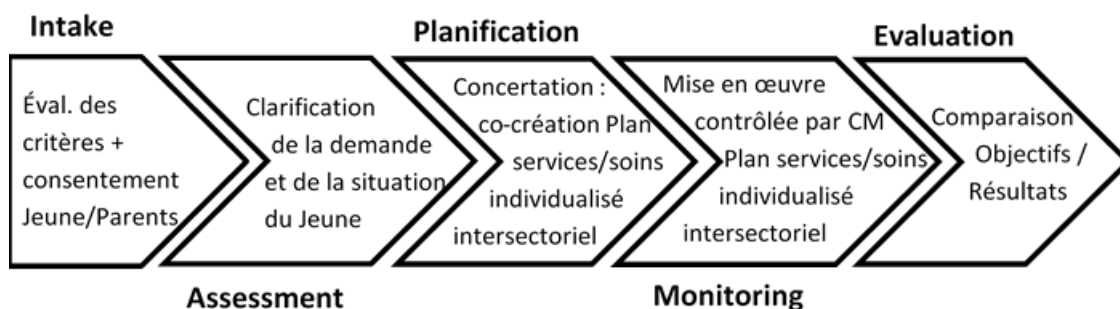 Intake
Éval. des
critères +
consentement
Jeune/Parents
Assessment
Clarification
de la demande
et de la situation
du Jeune
Planification
Concertation :
co-création Plan
services/soins
individualisé
intersectoriel
Monitoring
Mise en œuvre
contrôlée par CM
Plan services/soins
individualisé
intersectoriel
Evaluation
Comparaison
Objectifs /
Résultats